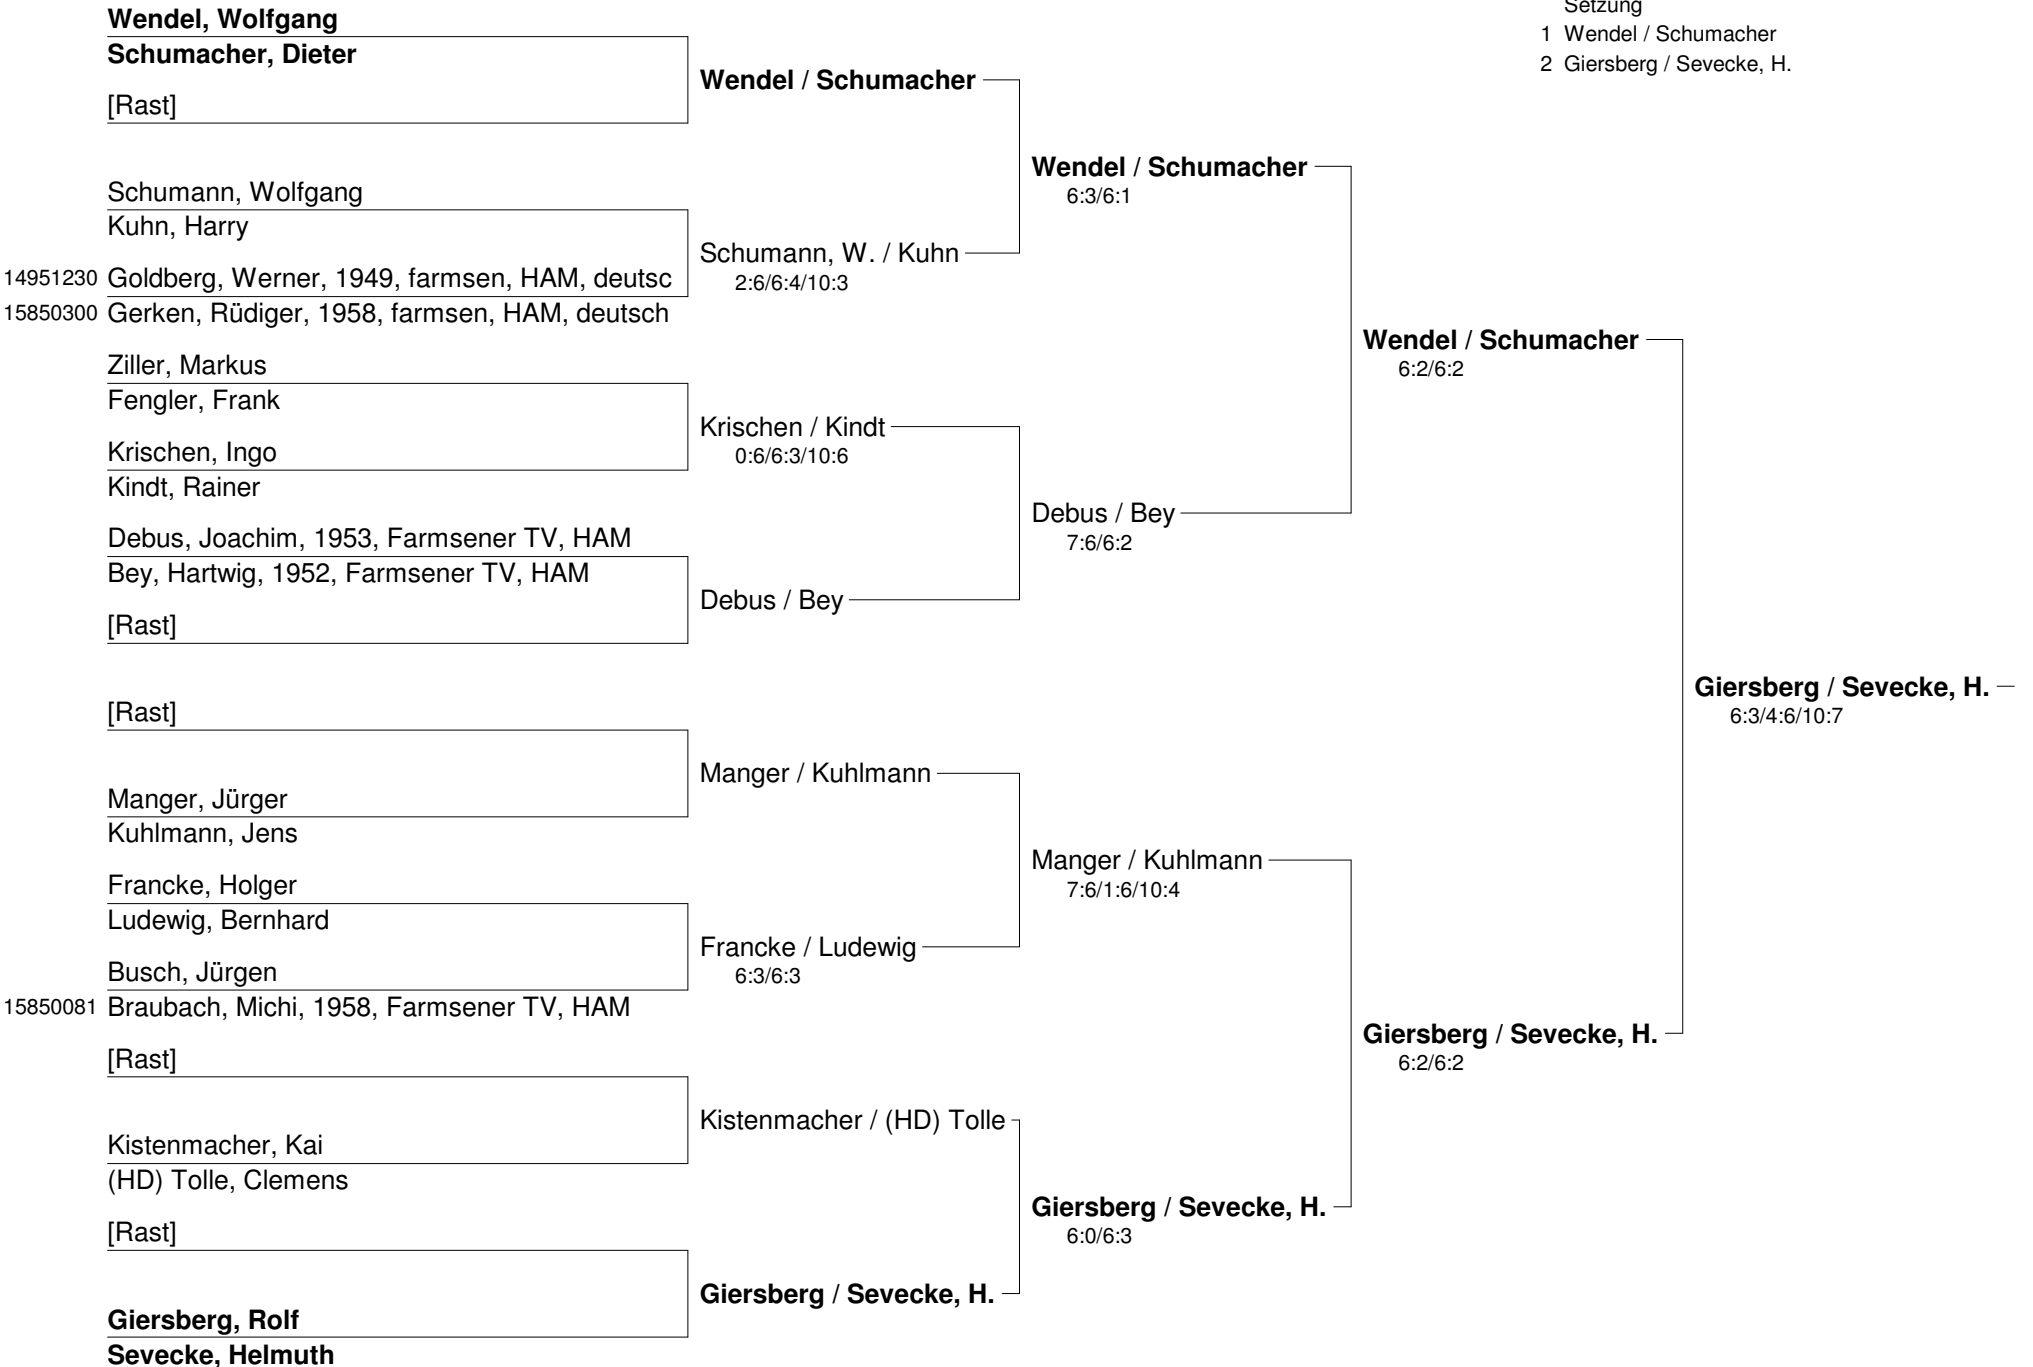 Setzung
1 Wendel / Schumacher
2 Giersberg / Sevecke, H.
Wendel, Wolfgang
Schumacher, Dieter
[Rast]
Schumann, Wolfgang
Kuhn, Harry
14951230 Goldberg, Werner, 1949, farmsen, HAM, deutsc
15850300 Gerken, Rüdiger, 1958, farmsen, HAM, deutsch
Ziller, Markus
Fengler, Frank
Krischen, Ingo
Kindt, Rainer
Debus, Joachim, 1953, Farmsener TV, HAM
Bey, Hartwig, 1952, Farmsener TV, HAM
[Rast]
[Rast]
Manger, Jürger
Kuhlmann, Jens
Francke, Holger
Ludewig, Bernhard
Busch, Jürgen
15850081 Braubach, Michi, 1958, Farmsener TV, HAM
[Rast]
Kistenmacher, Kai
(HD) Tolle, Clemens
[Rast]
Giersberg, Rolf
Sevecke, Helmuth
Wendel / Schumacher
Schumann, W. / Kuhn
2:6/6:4/10:3
Krischen / Kindt
0:6/6:3/10:6
Debus / Bey
Manger / Kuhlmann
Francke / Ludewig
6:3/6:3
Kistenmacher / (HD) Tolle
Giersberg / Sevecke, H.
Wendel / Schumacher
6:3/6:1
Debus / Bey
7:6/6:2
Manger / Kuhlmann
7:6/1:6/10:4
Giersberg / Sevecke, H.
6:0/6:3
Wendel / Schumacher
6:2/6:2
Giersberg / Sevecke, H.
6:2/6:2
Giersberg / Sevecke, H.
6:3/4:6/10:7